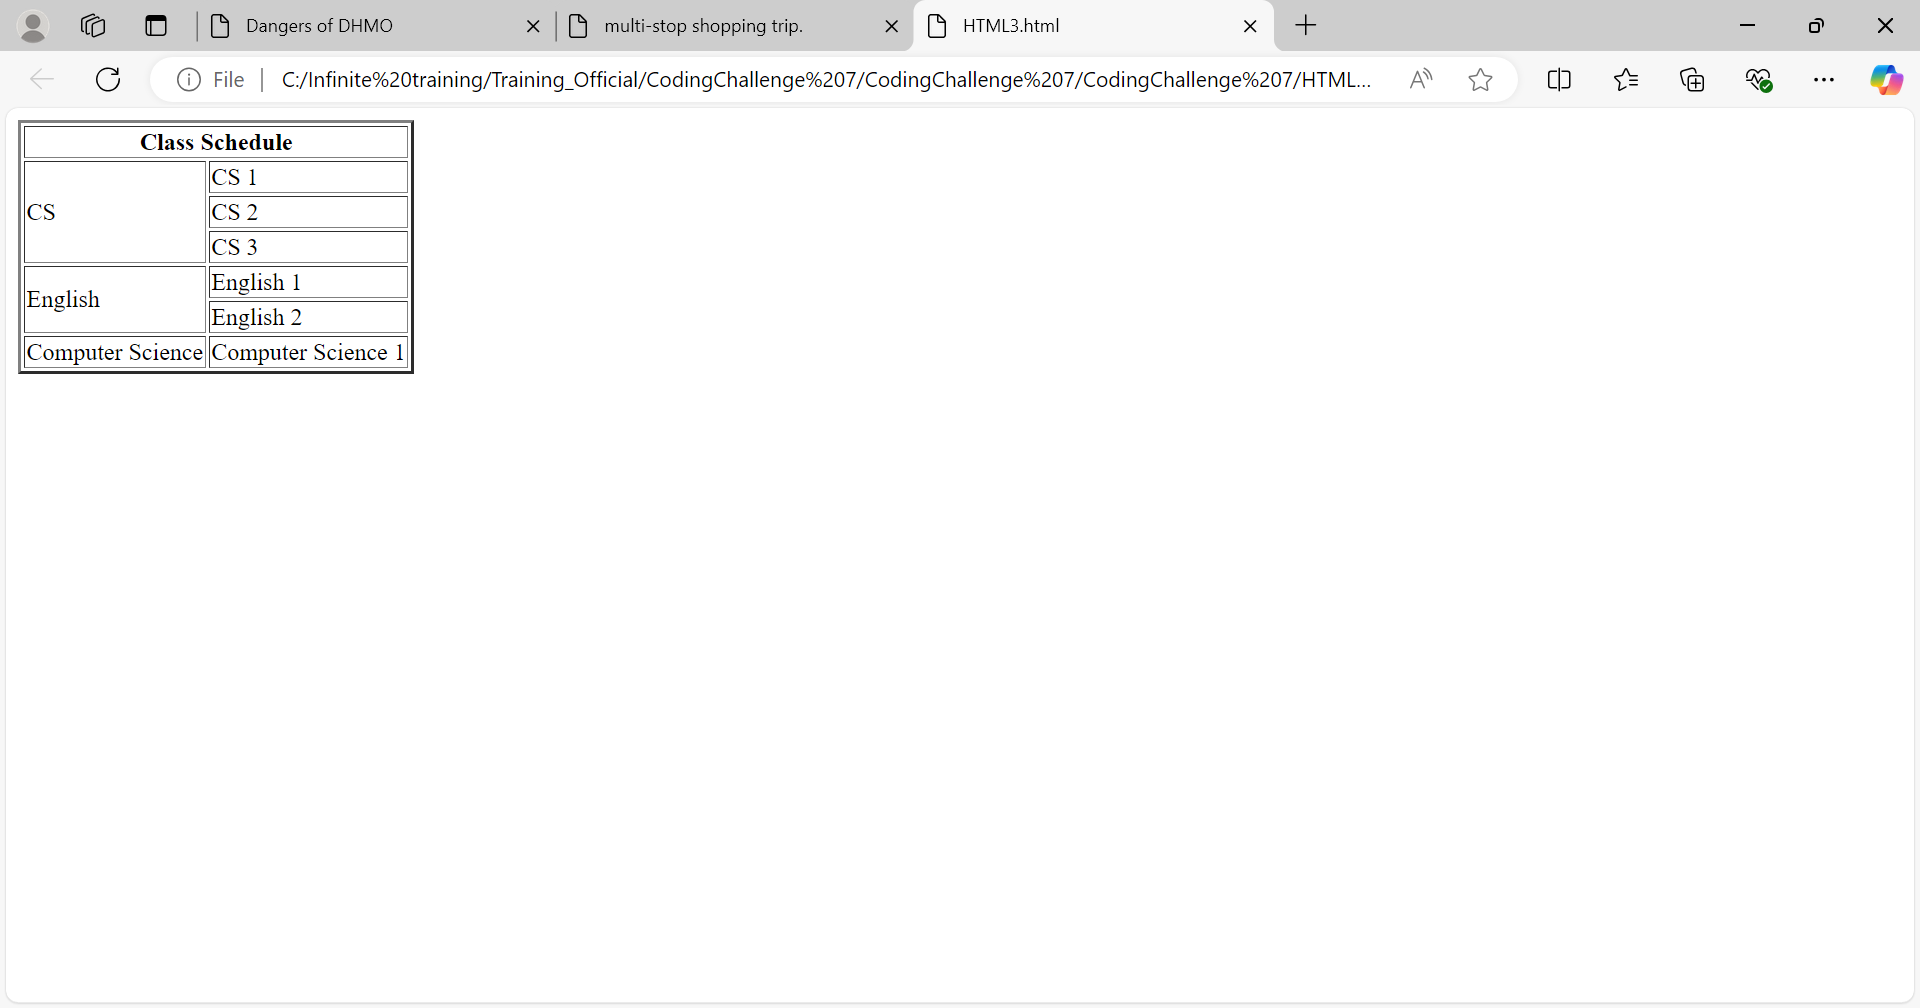 Dangers of DHMO
multi-stop shopping trip.
HTML3.html
File
C:/Infinite%20training/Training_Official/CodingChallenge%207/CodingChallenge%207/CodingChallenge%207/HTML...
Class Schedule
CS
CS 1
CS 2
CS 3
English
English 1
English 2
Computer Science
Computer Science 1